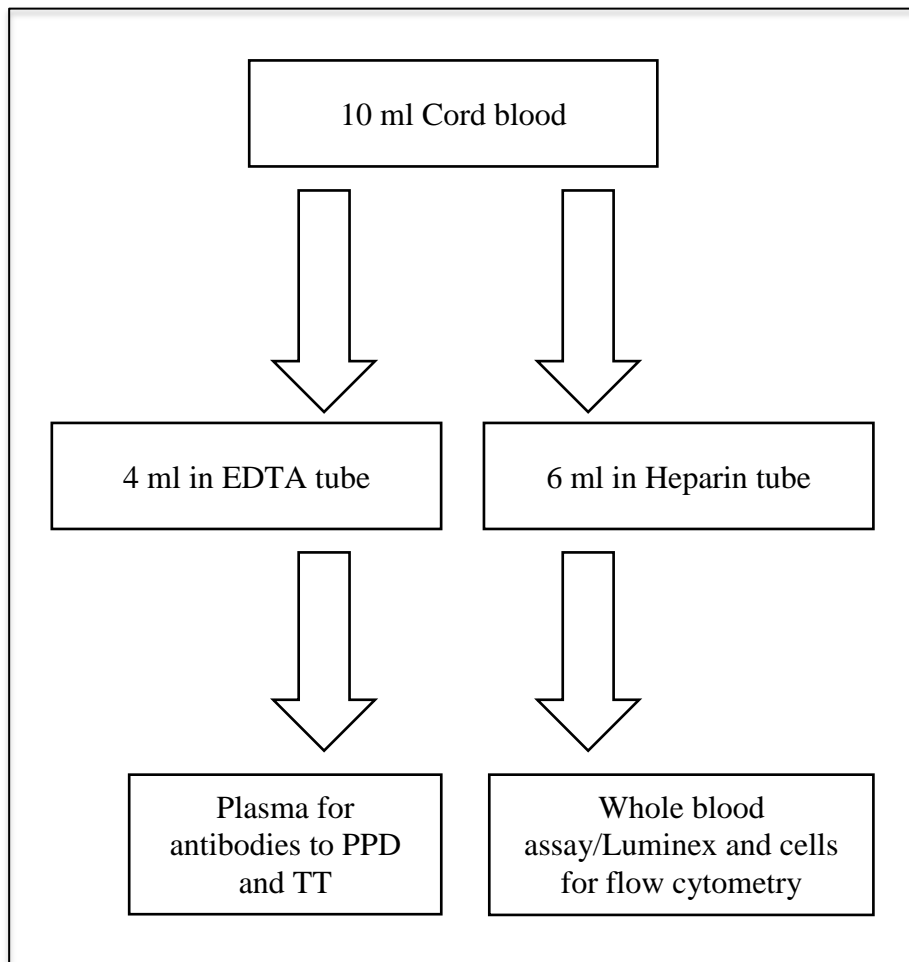 10 ml Cord blood
4 ml in EDTA tube
6 ml in Heparin tube
Plasma for
antibodies to PPD
and TT
Whole blood
assay/Luminex and cells
for flow cytometry